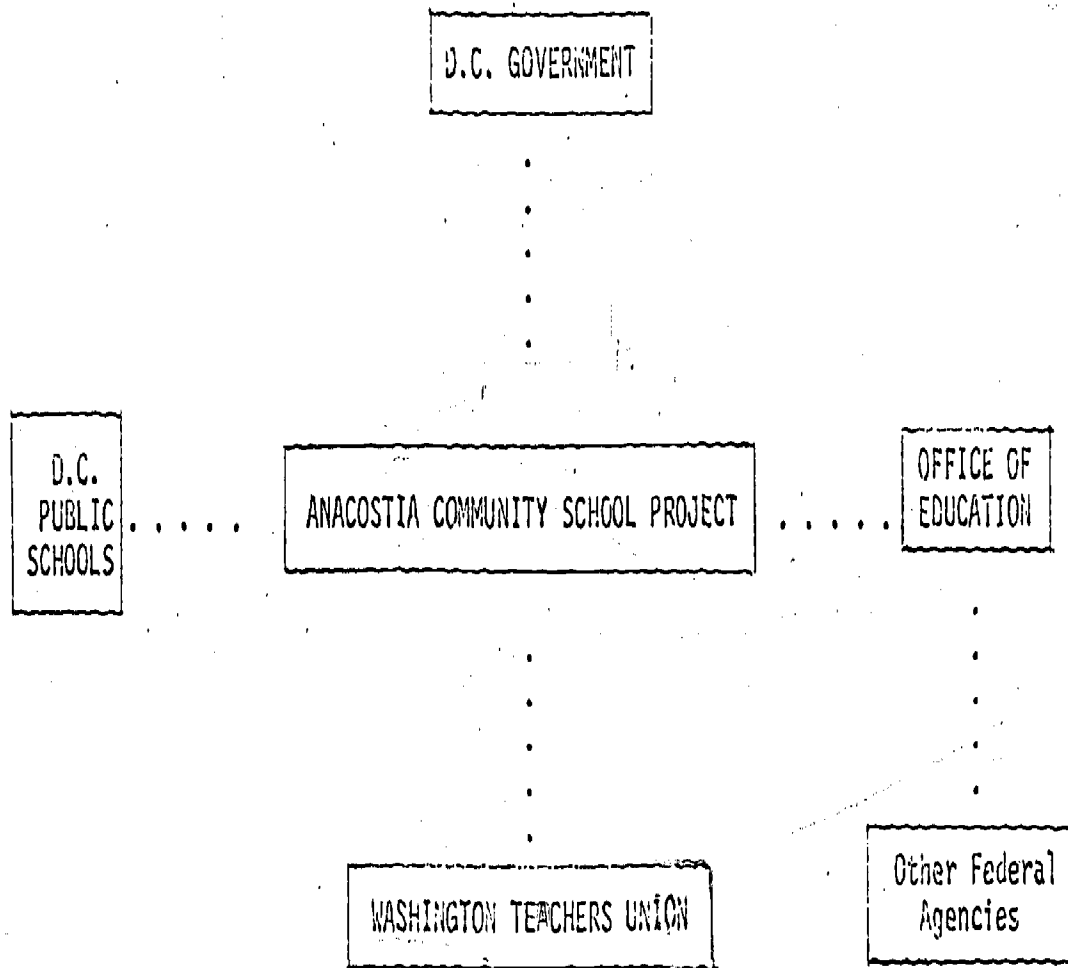 D.C. GOVERNMENT
D.C.
PUBLIC
SCHOOLS
ANACOSTIA COMMUNITY SCHOOL PROJECT
OFFICE OF
EDUCATION
WASHINGTON TEACHERS UNION
Other Federal
Agencies